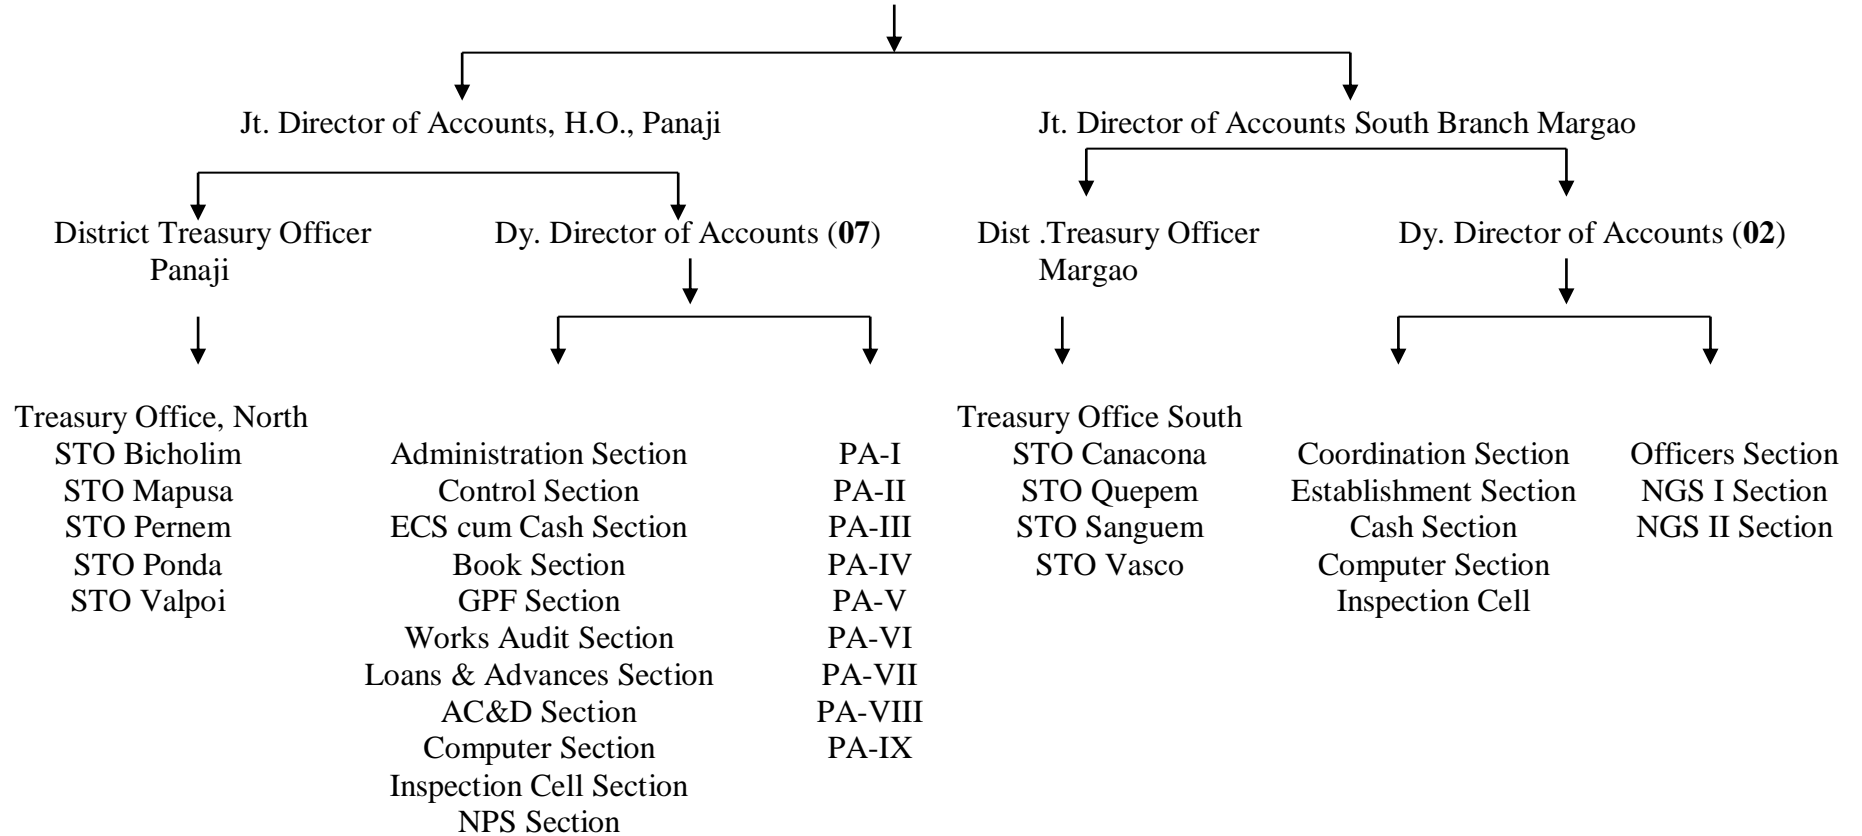 Jt. Director of Accounts, H.O., Panaji
Jt. Director of Accounts South Branch Margao
District Treasury Officer
Panaji
Dy. Director of Accounts (07)
Dist .Treasury Officer
Margao
Dy. Director of Accounts (02)
Treasury Office, North
STO Bicholim
STO Mapusa
STO Pernem
STO Ponda
STO Valpoi
Administration Section
Control Section
ECS cum Cash Section
Book Section
GPF Section
Works Audit Section
Loans & Advances Section
AC&D Section
Computer Section
Inspection Cell Section
NPS Section
PA-I
PA-II
PA-III
PA-IV
PA-V
PA-VI
PA-VII
PA-VIII
PA-IX
Treasury Office South
STO Canacona
STO Quepem
STO Sanguem
STO Vasco
Coordination Section
Establishment Section
Cash Section
Computer Section
Inspection Cell
Officers Section
NGS I Section
NGS II Section